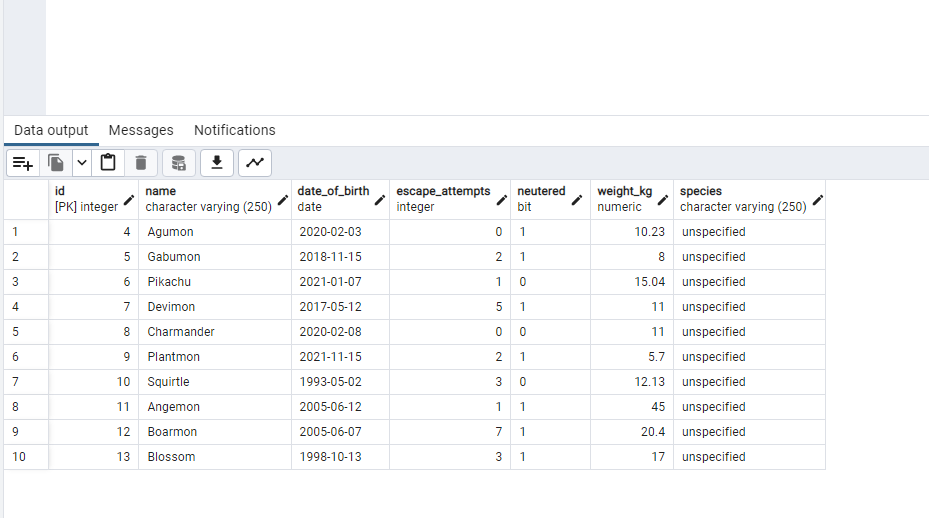 Data output Messages Notifications
id name date_of_birth escape_attempts neutered weight_kg species
[PK] integer character varying (250) date integer bit numeric character varying (250)
1 4 Agumon 2020-02-03 0 1 10.23 unspecified
2 5 Gabumon 2018-11-15 2 1 8 unspecified
3 6 Pikachu 2021-01-07 1 0 15.04 unspecified
4 7 Devimon 2017-05-12 5 1 11 unspecified
5 8 Charmander 2020-02-08 0 0 11 unspecified
6 9 Plantmon 2021-11-15 2 1 5.7 unspecified
7 10 Squirtle 1993-05-02 3 0 12.13 unspecified
8 11 Angemon 2005-06-12 1 1 45 unspecified
9 12 Boarmon 2005-06-07 7 1 20.4 unspecified
10 13 Blossom 1998-10-13 3 1 17 unspecified